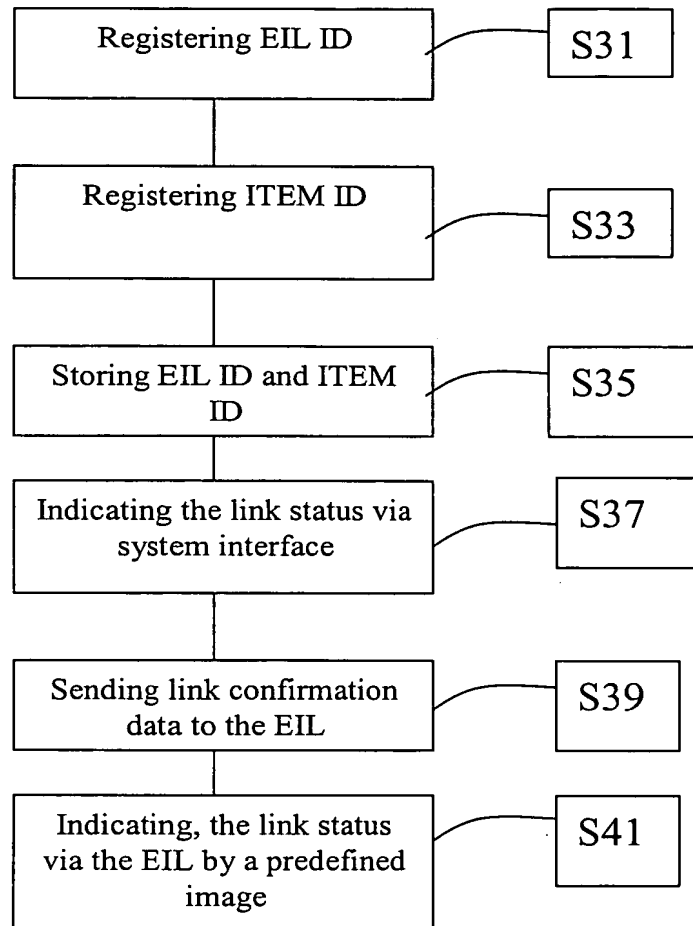 Registering EIL ID
S31
Registering ITEM ID
S33
Storing EIL ID and ITEM
ID
S35
Indicating the link status via
system interface
S37
Sending link confirmation
data to the EIL
S39
Indicating, the link status
via the EIL by a predefined
image
S41